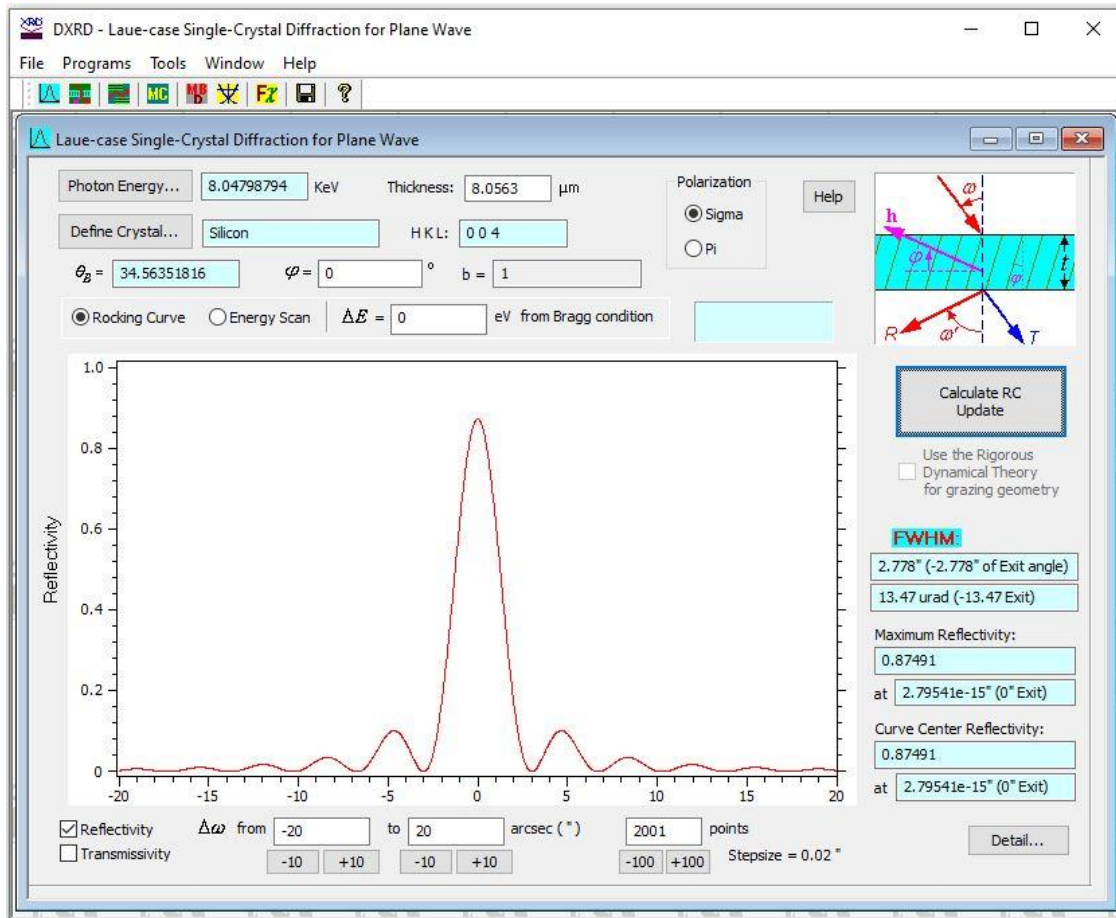 XRD
DXRD - Laue-case Single-Crystal Diffraction for Plane Wave
File Programs Tools Window Help
MC MB D Fχ ?
Laue-case Single-Crystal Diffraction for Plane Wave
Photon Energy... 8.04798794 KeV Thickness: 8.0563 μm
Polarization
Sigma
Pi
Help
Define Crystal... Silicon H K L: 0 0 4
θB = 34.56351816 φ = 0 ° b = 1
Rocking Curve Energy Scan ΔE = 0 eV from Bragg condition
ω
h
φ
φ
t
R
ω'
T
Calculate RC
Update
Use the Rigorous
Dynamical Theory
for grazing geometry
FWHM:
2.778" (-2.778" of Exit angle)
13.47 urad (-13.47 Exit)
Maximum Reflectivity:
0.87491
at 2.79541e-15" (0" Exit)
Curve Center Reflectivity:
0.87491
at 2.79541e-15" (0" Exit)
Reflectivity
1.0
0.8
0.6
0.4
0.2
0
-20 -15 -10 -5 0 5 10 15 20
Reflectivity Δω from -20 to 20 arcsec (") 2001 points
Transmissivity -10 +10 -10 +10 -100 +100 Stepsize = 0.02 "
Detail...